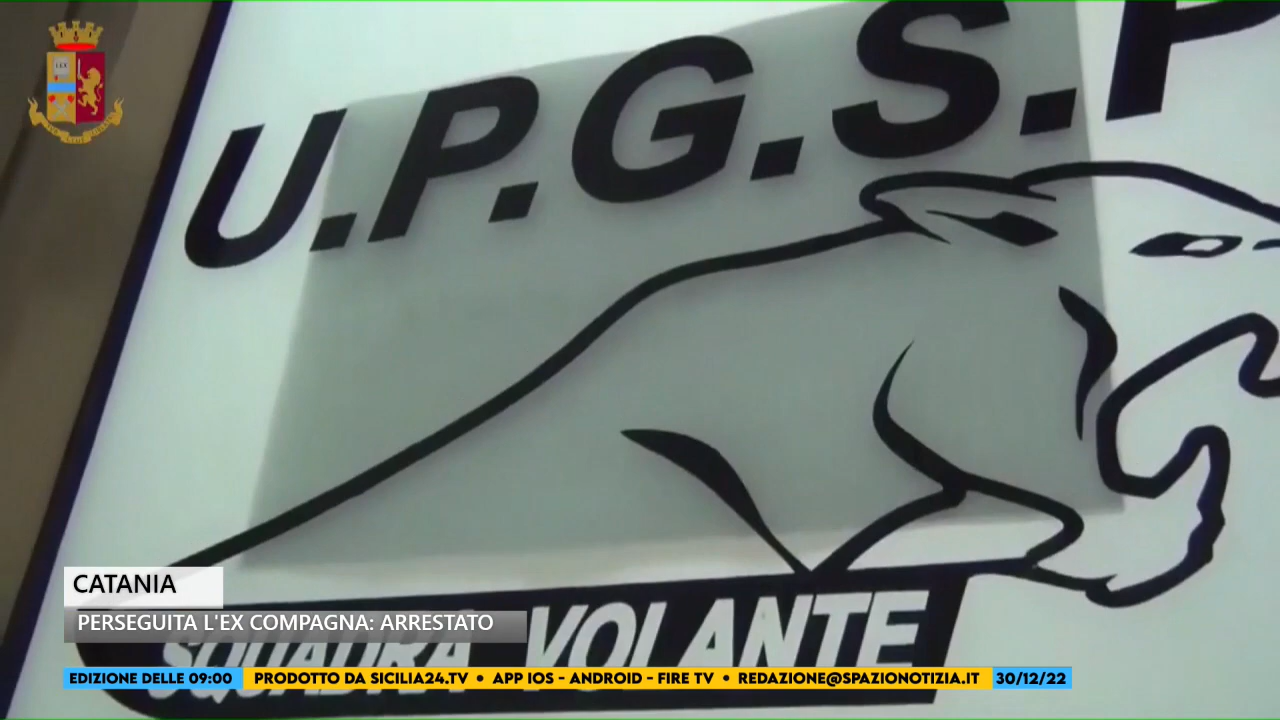 U.P.G.S.P
CATANIA
PERSEGUITA L'EX COMPAGNA: ARRESTATO
SQUADRA VOLANTE
EDIZIONE DELLE 09:00 PRODOTTO DA SICILIA24.TV • APP IOS - ANDROID - FIRE TV • REDAZIONE@SPAZIONOTIZIA.IT 30/12/22